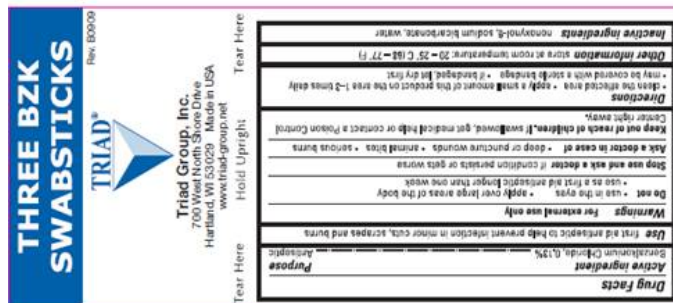 THREE BZK
SWABSTICKS
Rev. B0909
TRIAD®
Triad Group, Inc.
700 West North Shore Drive
Hartland, WI 53029 Made in USA
www.triad-group.net
Tear Here Hold Upright Tear Here
Drug Facts
Active ingredient Purpose
Benzalkonium Chloride, 0.13% Antiseptic
Use first aid antiseptic to help prevent infection in minor cuts, scrapes and burns
Warnings For external use only
Do not • use in the eyes • apply over large areas of the body
• use as a first aid antiseptic longer than one week
Stop use and ask a doctor if condition persists or gets worse
Ask a doctor in case of • deep or puncture wounds • animal bites • serious burns
Keep out of reach of children. If swallowed, get medical help or contact a Poison Control
Center right away.
Directions
• clean the affected area • apply a small amount of this product on the area 1-3 times daily
• may be covered with a sterile bandage • if bandaged, let dry first
Other information store at room temperature: 20 – 25° C (68 – 77° F)
Inactive ingredients nonoxynol-9, sodium bicarbonate, water